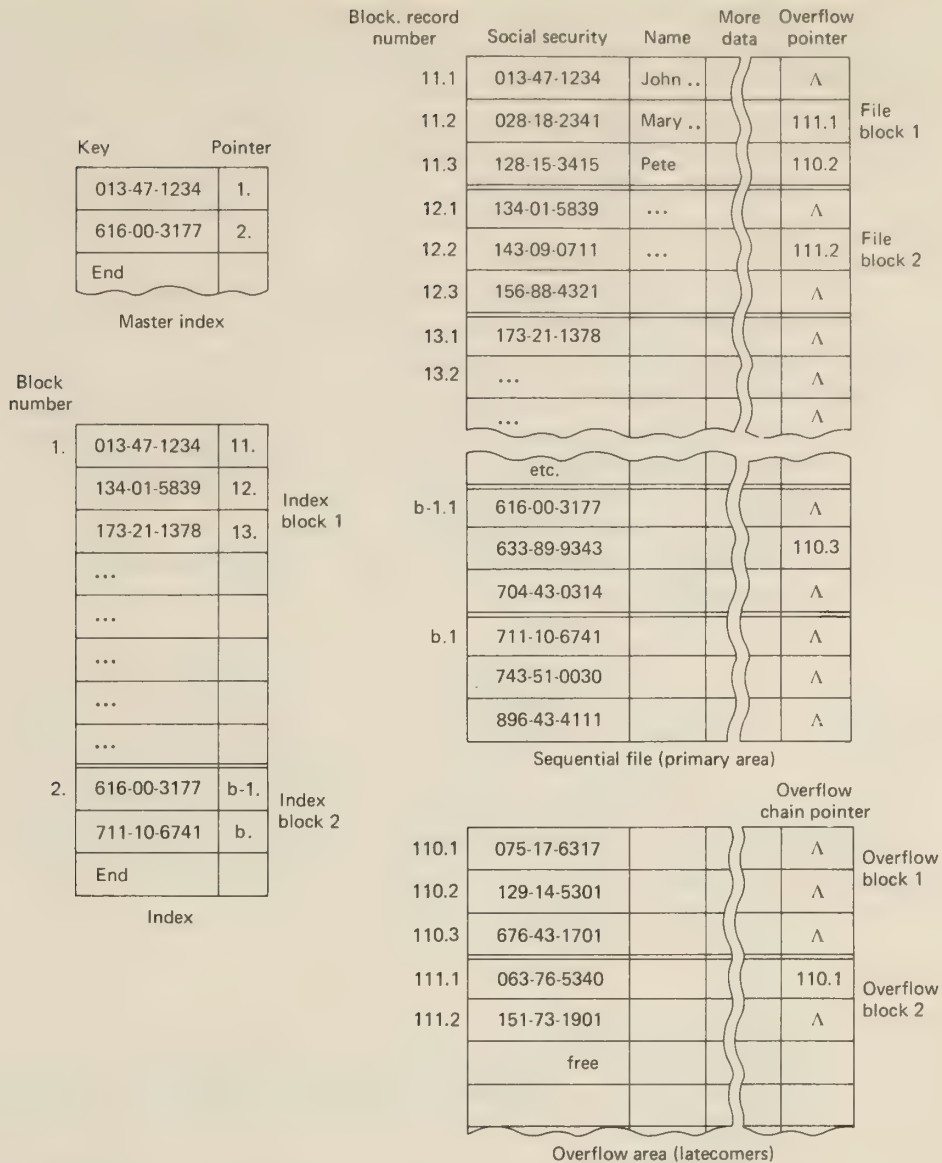 Block. record number Social security Name More data Overflow pointer
11.1 013-47-1234 John .. Λ
11.2 028-18-2341 Mary .. 111.1
11.3 128-15-3415 Pete 110.2
File block 1
12.1 134-01-5839 ... Λ
12.2 143-09-0711 ... 111.2
12.3 156-88-4321 Λ
File block 2
13.1 173-21-1378 Λ
13.2 ... Λ
... Λ
etc.
b-1.1 616-00-3177 Λ
633-89-9343 110.3
704-43-0314 Λ
b.1 711-10-6741 Λ
743-51-0030 Λ
896-43-4111 Λ
Sequential file (primary area)
Key Pointer
013-47-1234 1.
616-00-3177 2.
End
Master index
Block number
1. 013-47-1234 11.
134-01-5839 12.
173-21-1378 13.
...
...
...
...
...
Index block 1
2. 616-00-3177 b-1.
711-10-6741 b.
End
Index block 2
Index
Overflow chain pointer
110.1 075-17-6317 Λ
110.2 129-14-5301 Λ
110.3 676-43-1701 Λ
Overflow block 1
111.1 063-76-5340 110.1
111.2 151-73-1901 Λ
free
Overflow block 2
Overflow area (latecomers)